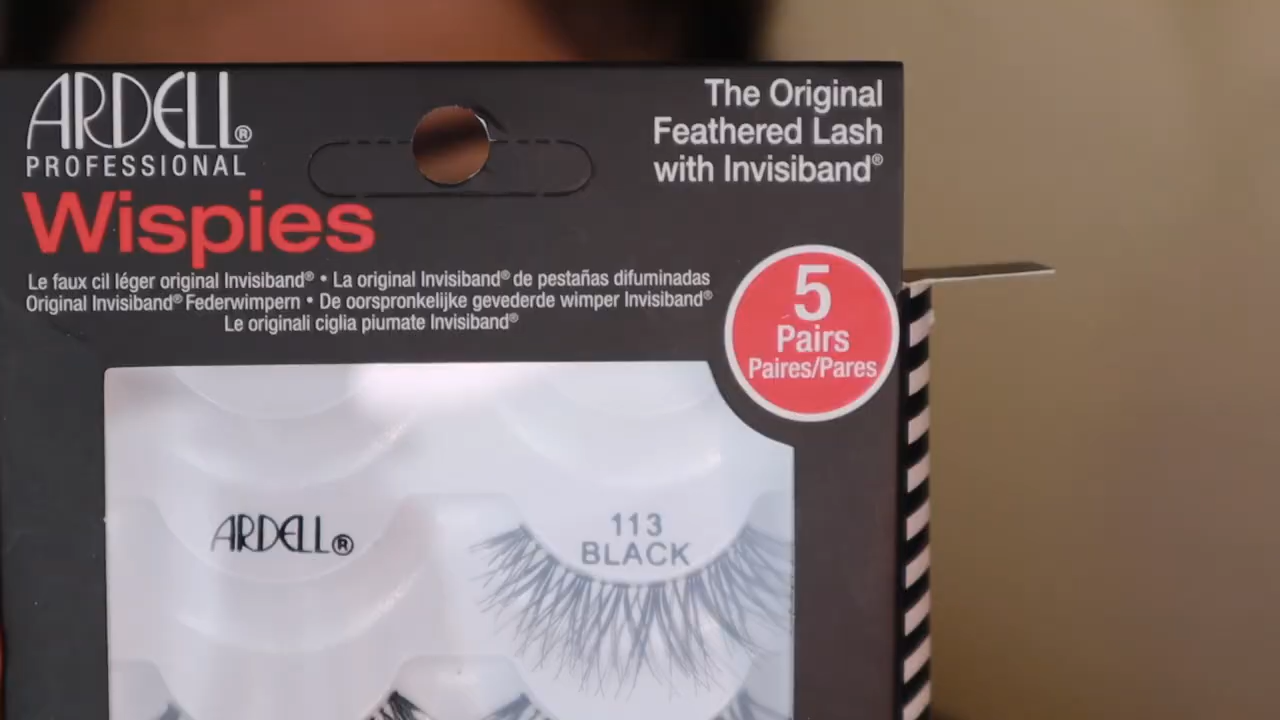 ARDELL®
PROFESSIONAL
Wispies
The Original
Feathered Lash
with Invisiband®
Le faux cil léger original Invisiband® • La original Invisiband® de pestañas difuminadas
Original Invisiband® Federwimpern • De oorspronkelijke gevederde wimper Invisiband®
Le originali ciglia piumate Invisiband®
5
Pairs
Paires/Pares
ARDELL®
113
BLACK